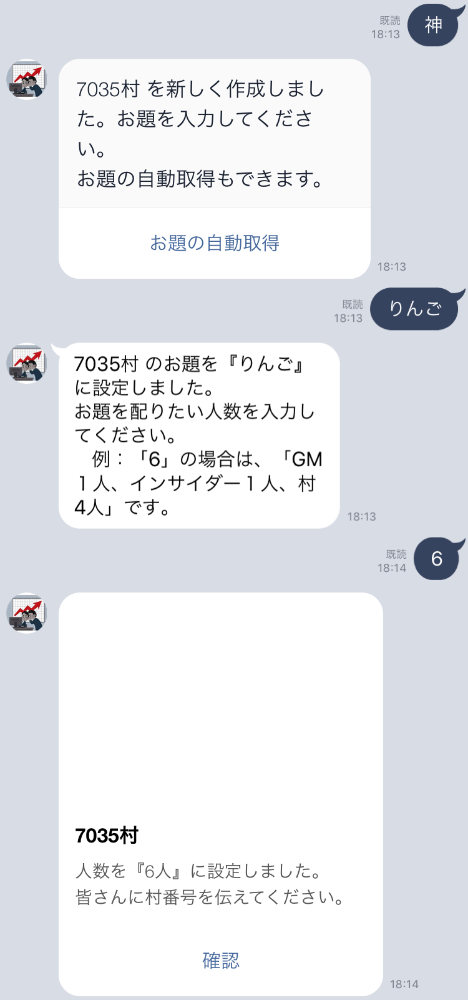 既読
18:13
神
7035村 を新しく作成しまし
た。お題を入力してくださ
い。
お題の自動取得もできます。
お題の自動取得
18:13
既読
18:13
りんご
7035村 のお題を『りんご』
に設定しました。
お題を配りたい人数を入力し
てください。
　例：「6」の場合は、「GM
１人、インサイダー１人、村
4人」です。
18:13
既読
18:14
6
7035村
人数を『6人』に設定しました。
皆さんに村番号を伝えてください。
確認
18:14